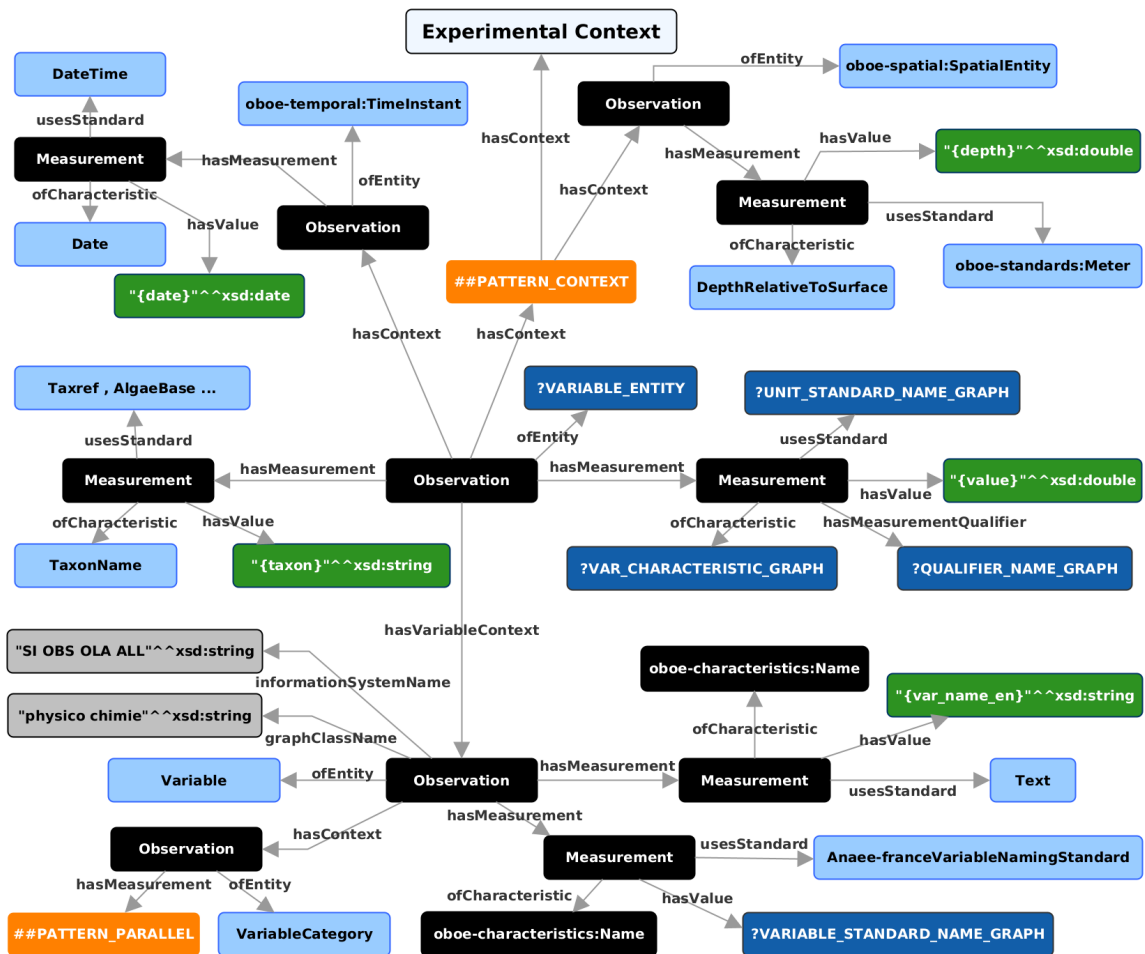 Experimental Context
DateTime
ofEntity
oboe-spatial:SpatialEntity
oboe-temporal:TimeInstant
Observation
usesStandard
hasContext
hasValue
"{depth}"^^xsd:double
Measurement
hasMeasurement
hasMeasurement
ofEntity
hasContext
ofCharacteristic
Measurement
usesStandard
hasValue
Observation
Date
ofCharacteristic
oboe-standards:Meter
##PATTERN_CONTEXT
DepthRelativeToSurface
"{date}"^^xsd:date
hasContext
hasContext
Taxref , AlgaeBase ...
?VARIABLE_ENTITY
?UNIT_STANDARD_NAME_GRAPH
usesStandard
ofEntity
usesStandard
Measurement
hasMeasurement
Observation
hasMeasurement
Measurement
"{value}"^^xsd:double
hasValue
ofCharacteristic
hasValue
ofCharacteristic
hasMeasurementQualifier
TaxonName
"{taxon}"^^xsd:string
?VAR_CHARACTERISTIC_GRAPH
?QUALIFIER_NAME_GRAPH
hasVariableContext
"SI OBS OLA ALL"^^xsd:string
oboe-characteristics:Name
informationSystemName
"{var_name_en}"^^xsd:string
"physico chimie"^^xsd:string
ofCharacteristic
graphClassName
hasValue
Variable
ofEntity
Observation
hasMeasurement
Measurement
usesStandard
Text
hasMeasurement
hasContext
Observation
usesStandard
Measurement
Anaee-franceVariableNamingStandard
hasMeasurement
ofEntity
ofCharacteristic
hasValue
##PATTERN_PARALLEL
VariableCategory
oboe-characteristics:Name
?VARIABLE_STANDARD_NAME_GRAPH